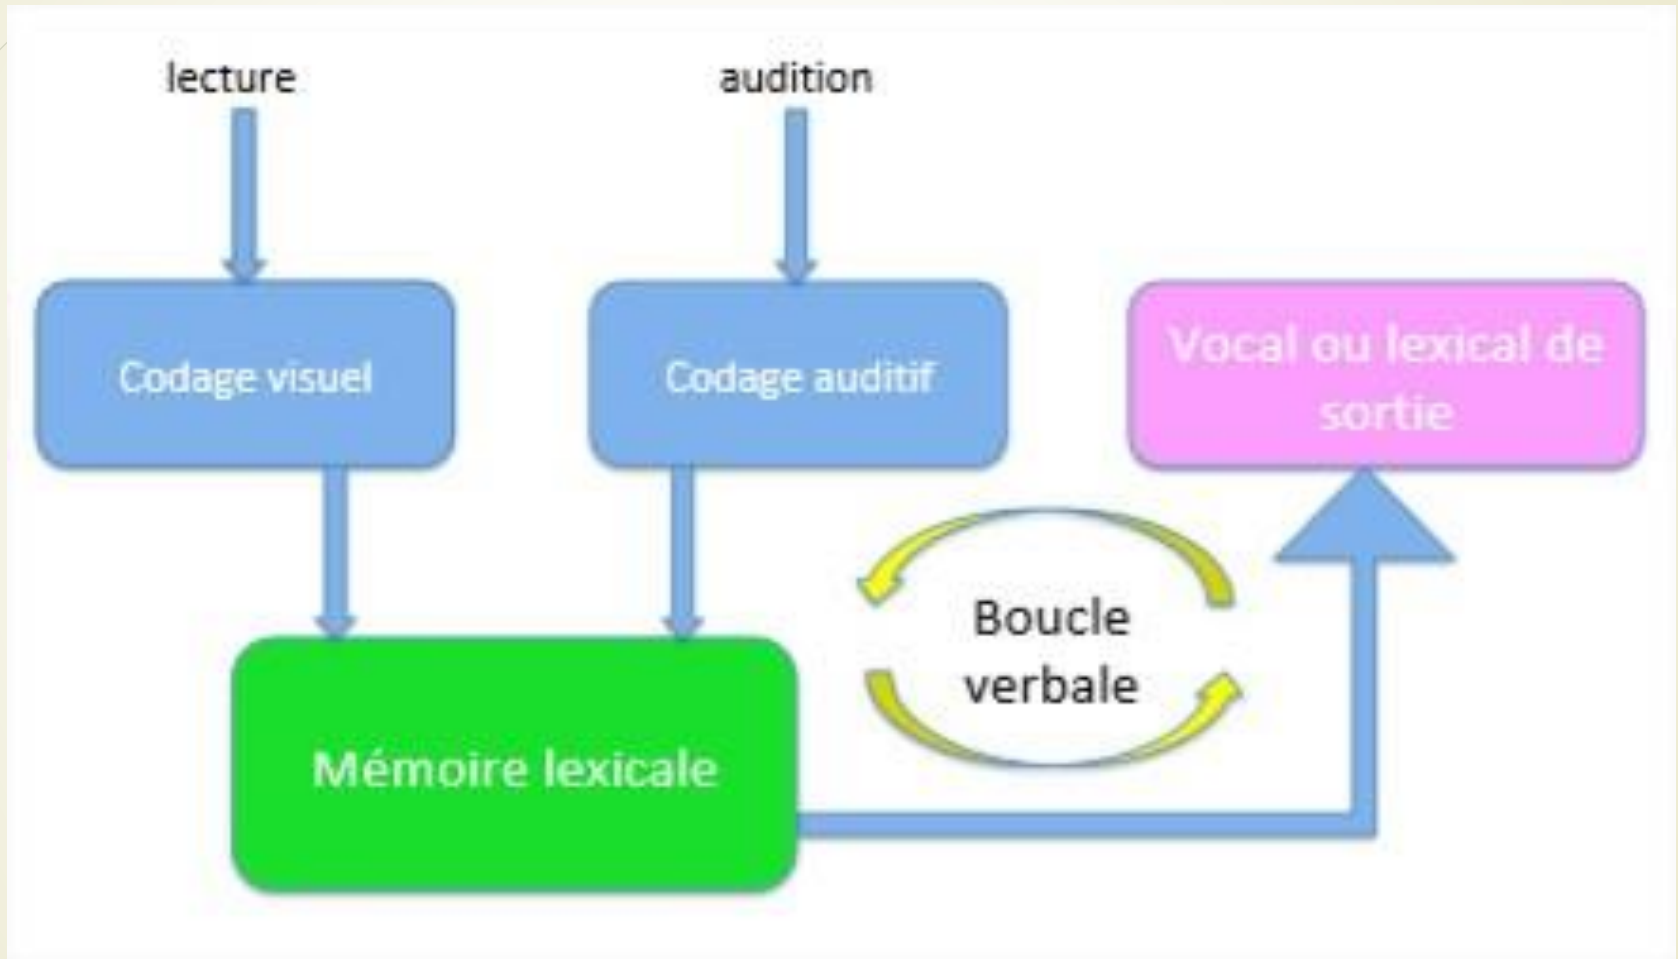 lecture
audition
Codage visuel
Codage auditif
Vocal ou lexical de
sortie
Boucle
verbale
Mémoire lexicale